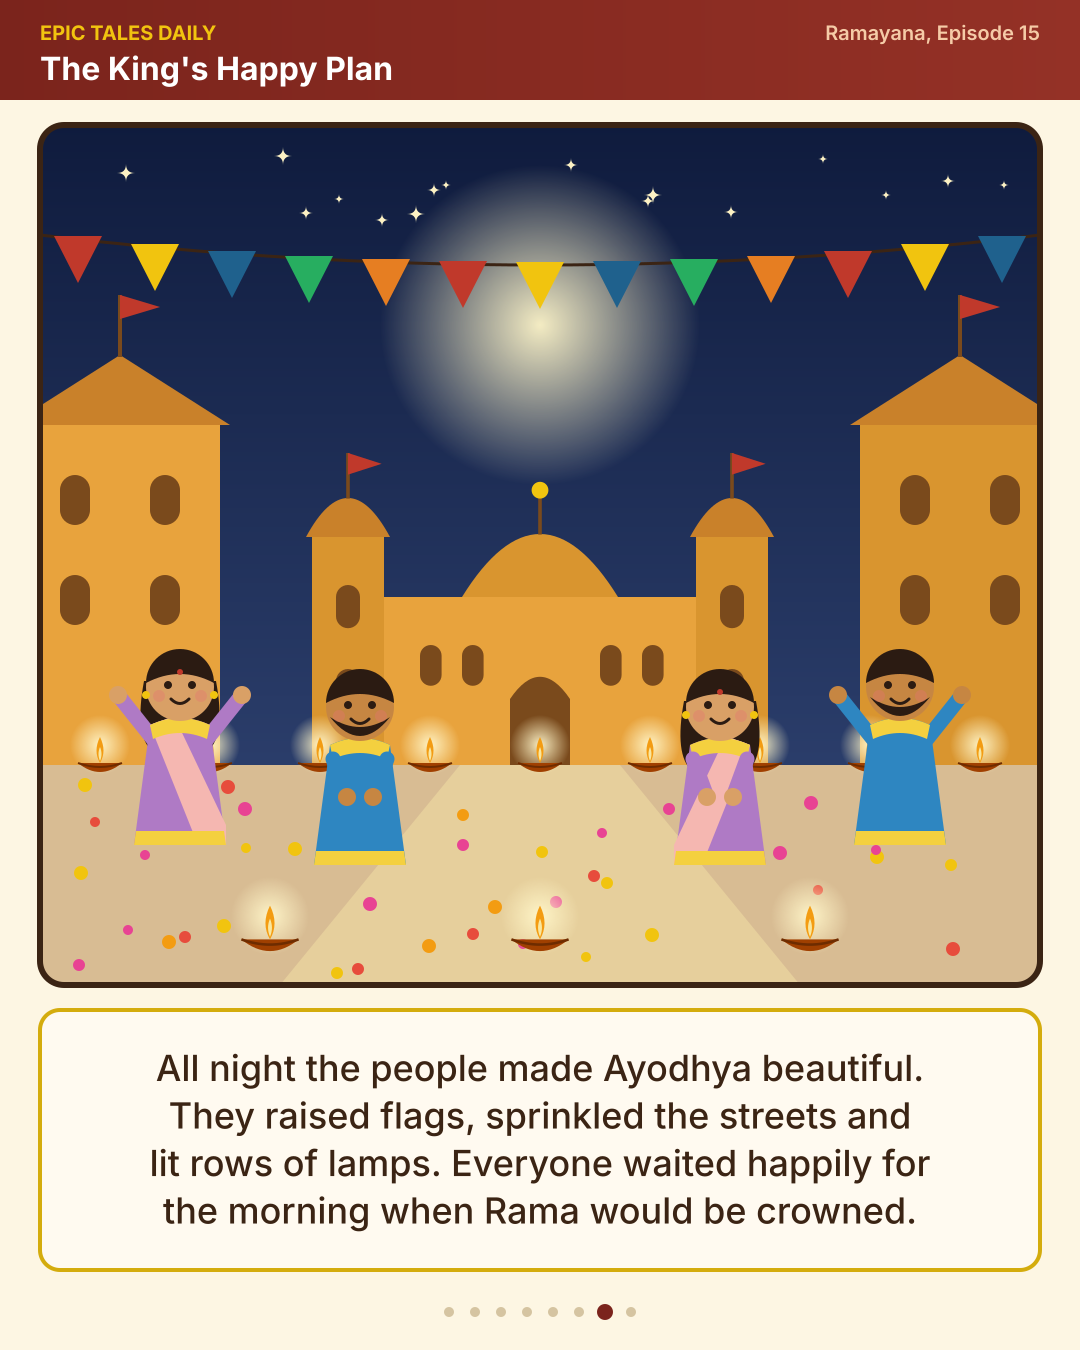 EPIC TALES DAILY
Ramayana, Episode 15
The King's Happy Plan
All night the people made Ayodhya beautiful.
They raised flags, sprinkled the streets and
lit rows of lamps. Everyone waited happily for
the morning when Rama would be crowned.